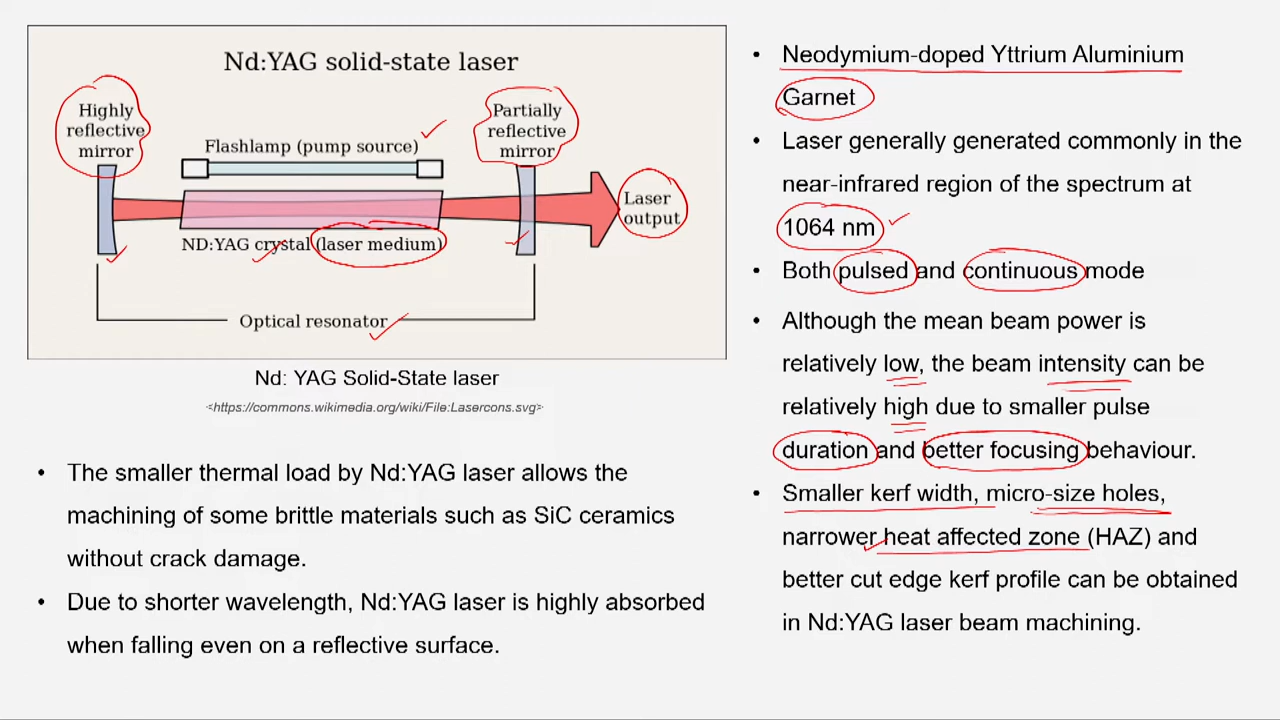 Nd:YAG solid-state laser
Highly
reflective
mirror
Flashlamp (pump source)
Partially
reflective
mirror
Laser
output
ND:YAG crystal (laser medium)
Optical resonator
Nd: YAG Solid-State laser
<https://commons.wikimedia.org/wiki/File:Lasercons.svg>
• The smaller thermal load by Nd:YAG laser allows the
machining of some brittle materials such as SiC ceramics
without crack damage.
• Due to shorter wavelength, Nd:YAG laser is highly absorbed
when falling even on a reflective surface.
• Neodymium-doped Yttrium Aluminium
Garnet
• Laser generally generated commonly in the
near-infrared region of the spectrum at
1064 nm
• Both pulsed and continuous mode
• Although the mean beam power is
relatively low, the beam intensity can be
relatively high due to smaller pulse
duration and better focusing behaviour.
• Smaller kerf width, micro-size holes,
narrower heat affected zone (HAZ) and
better cut edge kerf profile can be obtained
in Nd:YAG laser beam machining.